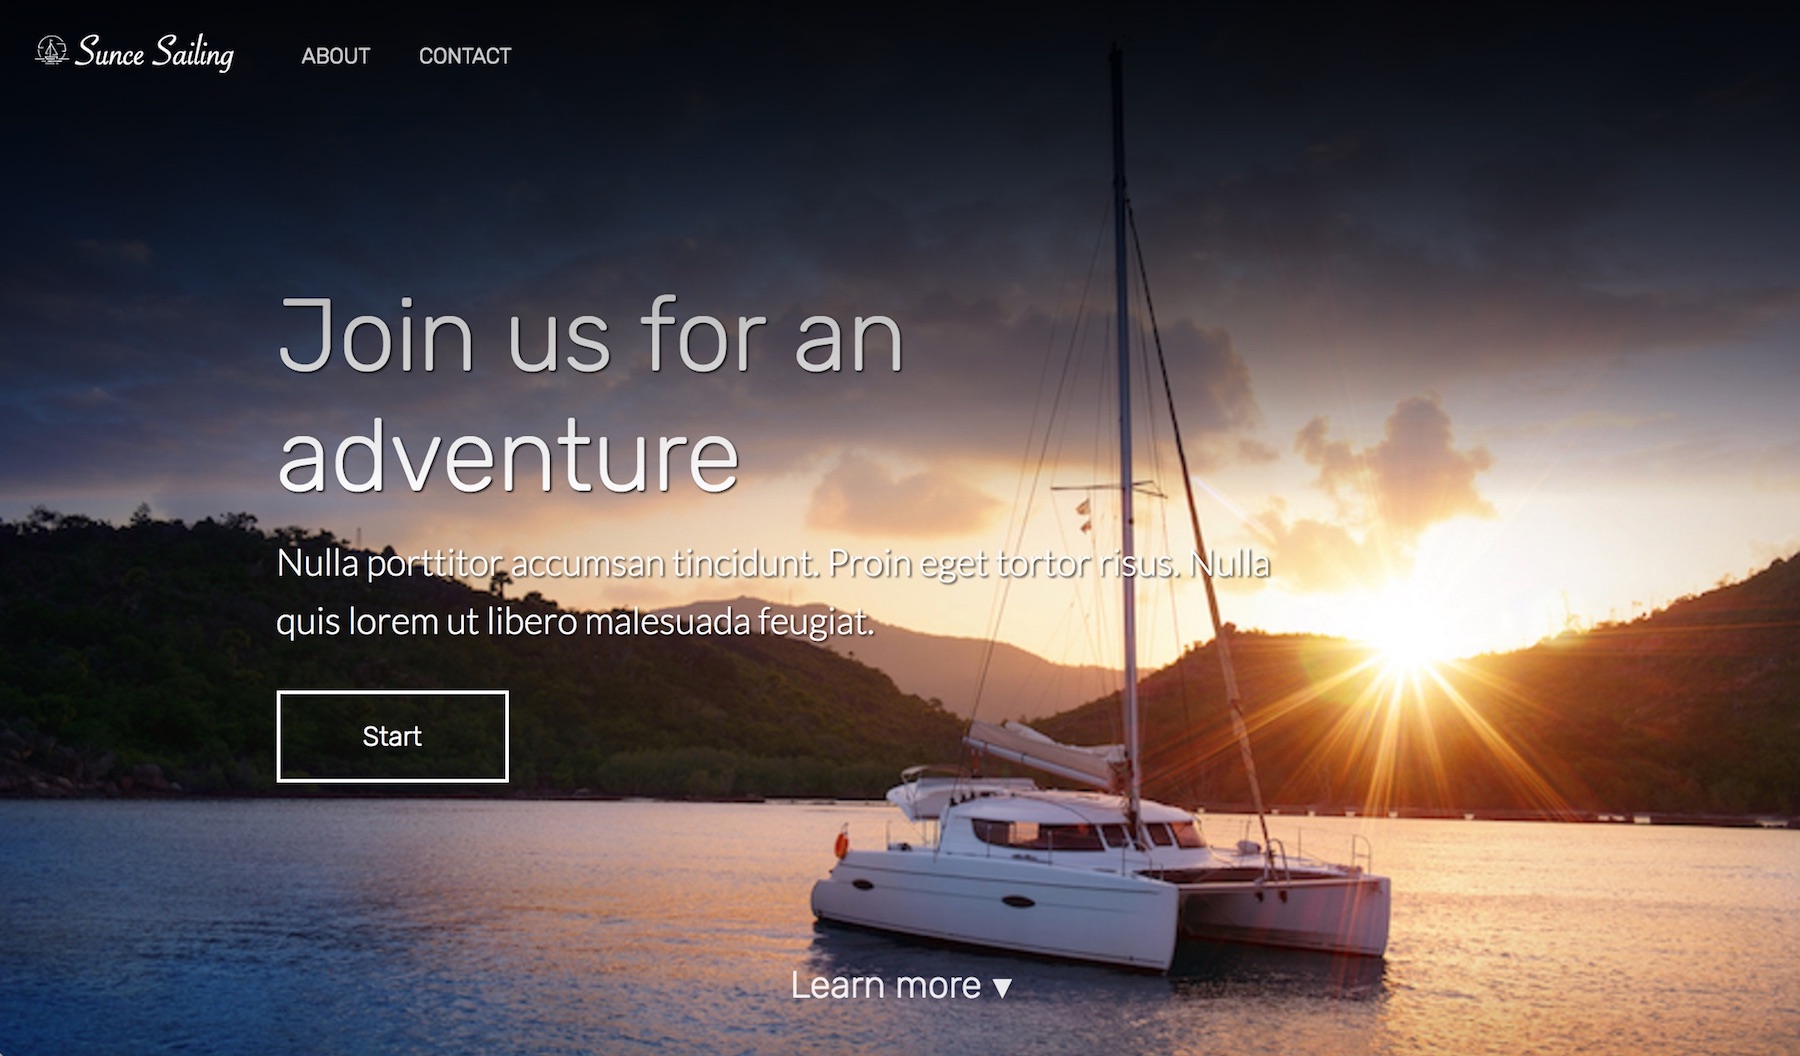 Sunce Sailing
ABOUT
CONTACT
Join us for an
adventure
Nulla porttitor accumsan tincidunt. Proin eget tortor risus. Nulla
quis lorem ut libero malesuada feugiat.
Start
Learn more ▼